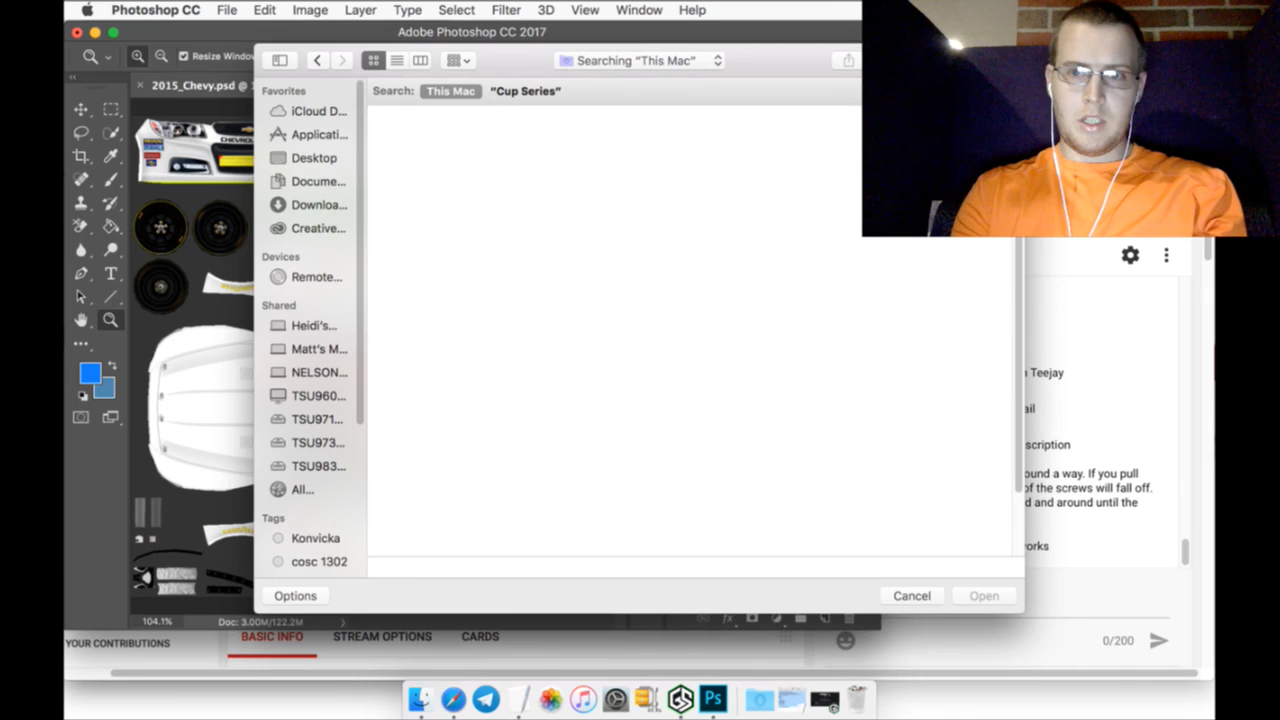 Photoshop CC File Edit Image Layer Type Select Filter 3D View Window Help
Adobe Photoshop CC 2017
Resize Windo
Searching “This Mac”
2015_Chevy.psd @
Search: This Mac “Cup Series”
Favorites
iCloud D...
Applicati...
Desktop
Docume...
Downloa...
Creative...
Devices
Remote...
Shared
Heidi's...
Matt's M...
NELSON...
TSU960...
TSU971...
TSU973...
TSU983...
All...
Tags
Konvicka
cosc 1302
Options
Cancel
Open
CHEVROL
Teejay
ail
scription
ound a way. If you pull
of the screws will fall off.
d and around until the
orks
104.1%
Doc: 3.00M/122.2M
YOUR CONTRIBUTIONS
BASIC INFO
STREAM OPTIONS
CARDS
0/200
Ps